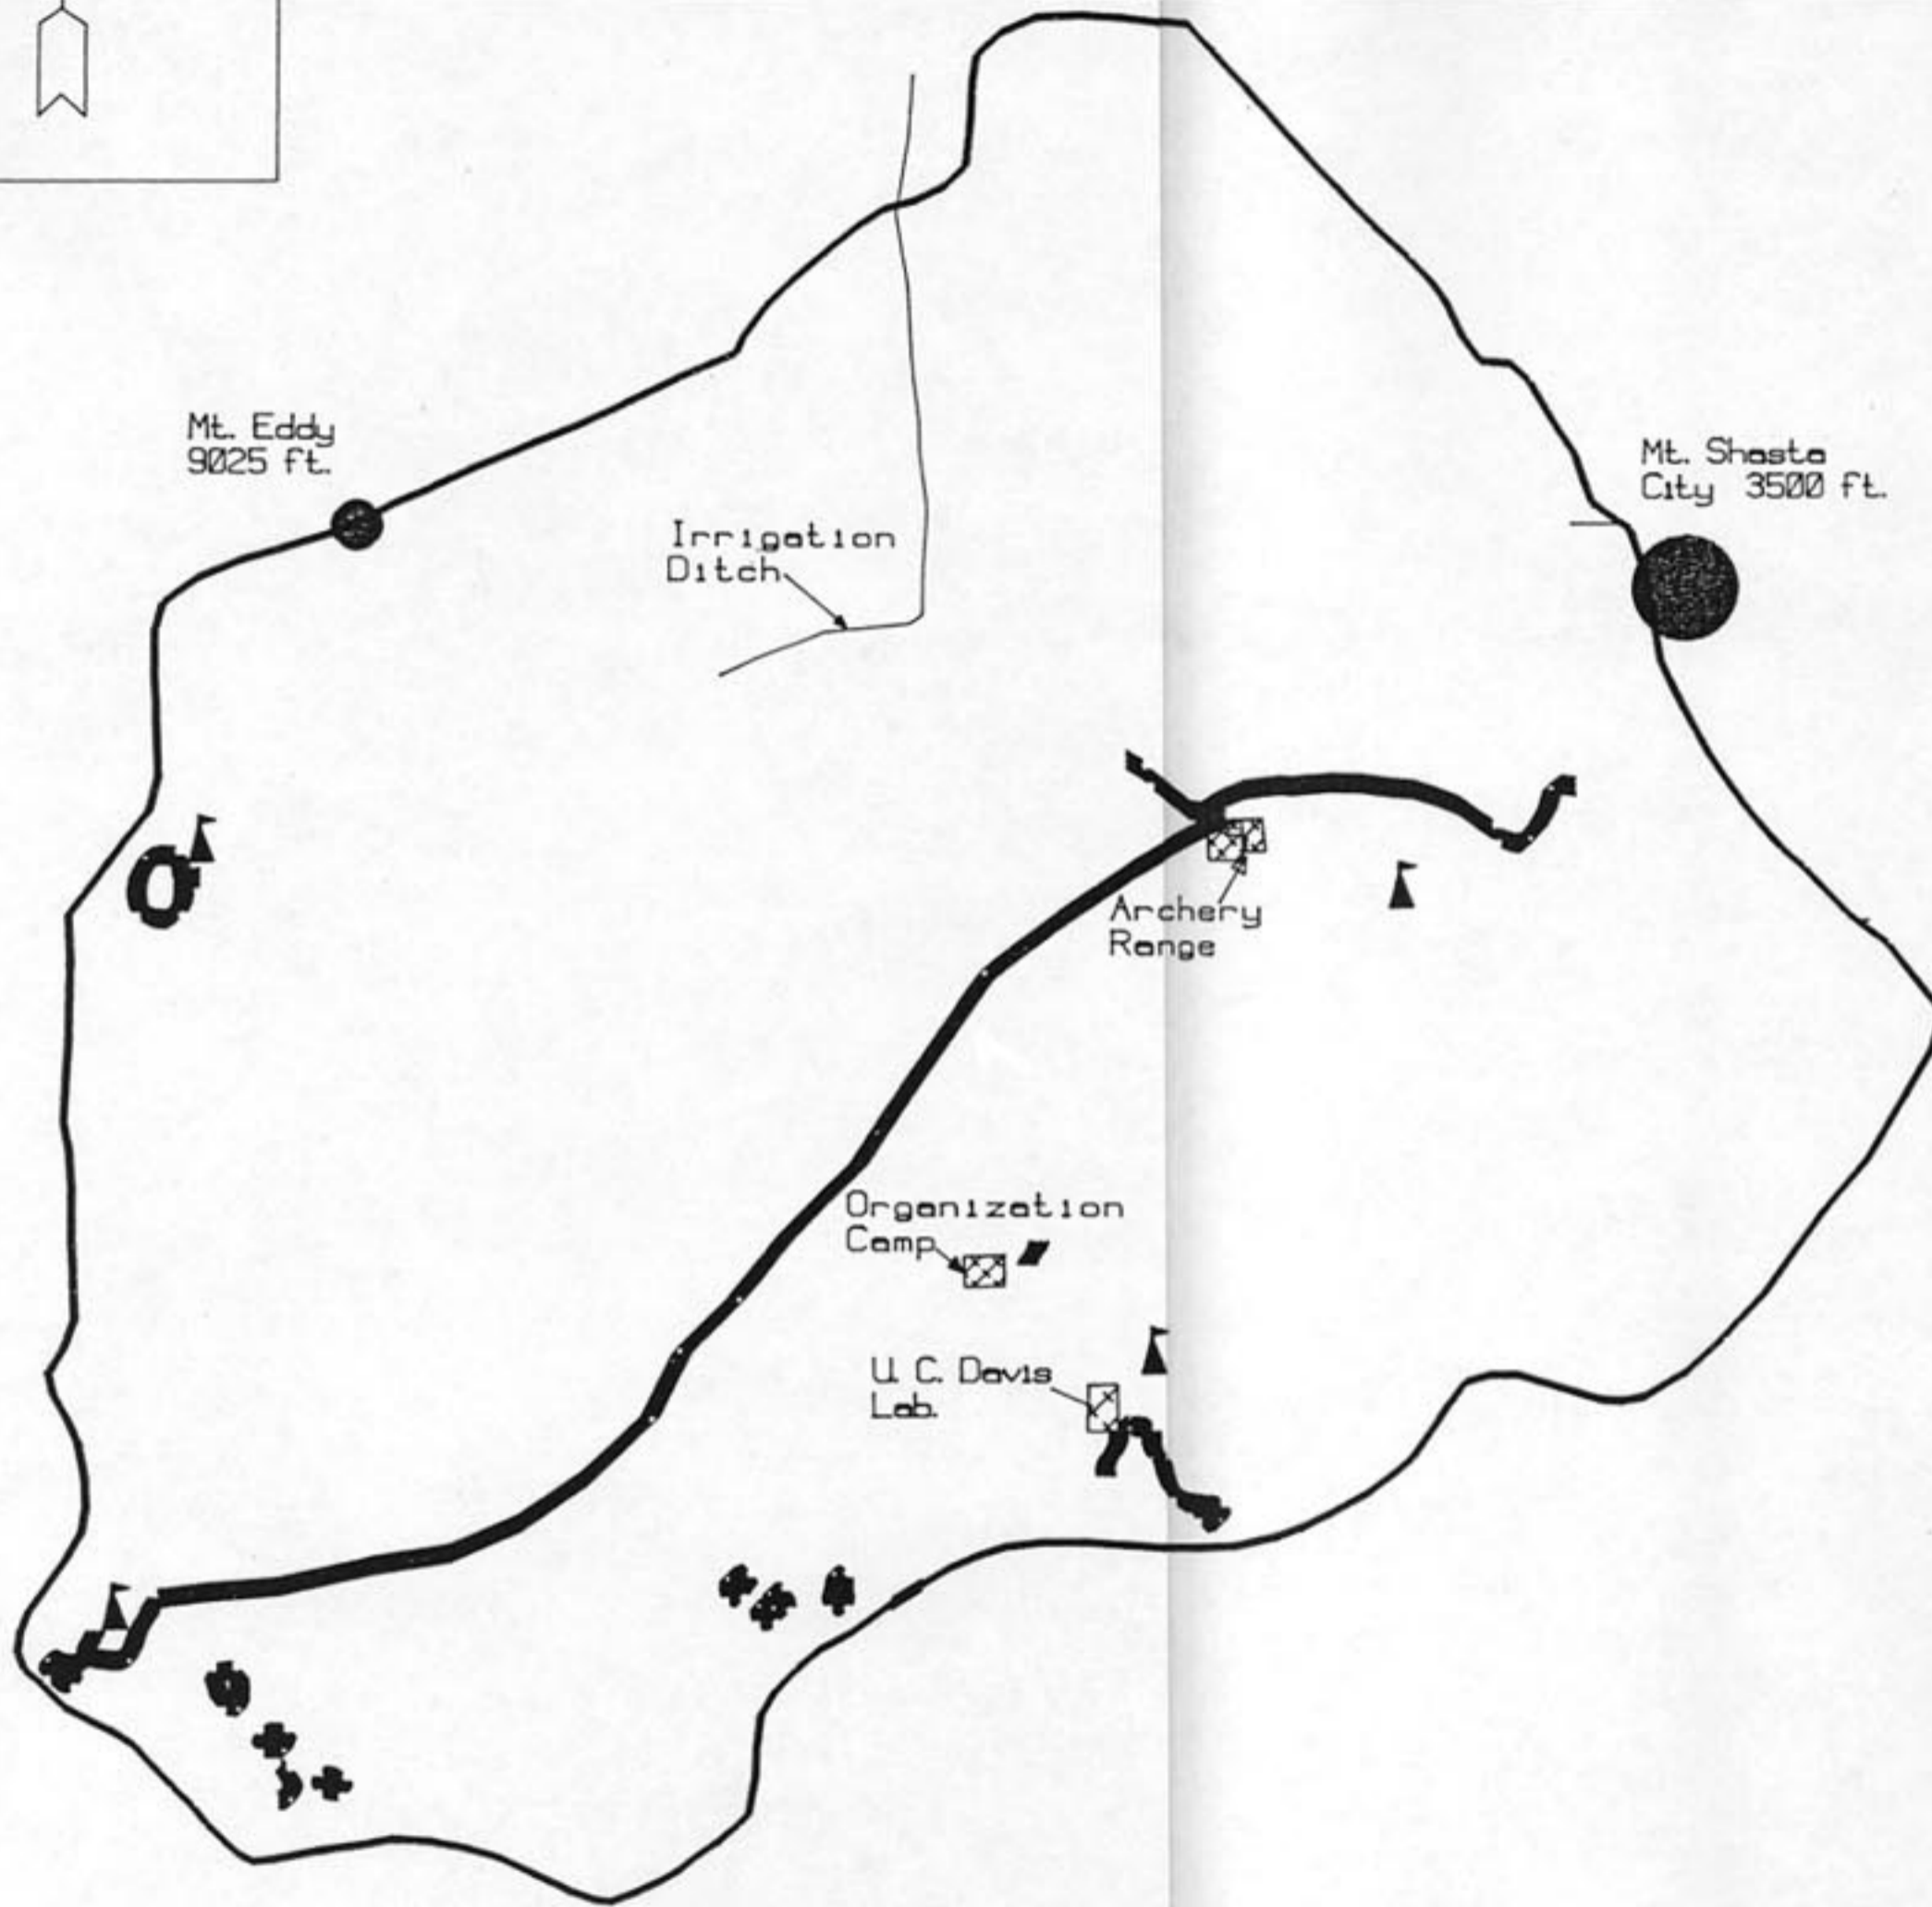 Mt. Eddy
9025 ft.
Mt. Shasta
City 3500 ft.
Irrigation
Ditch
Archery
Range
Organization
Camp
U. C. Davis
Lab.